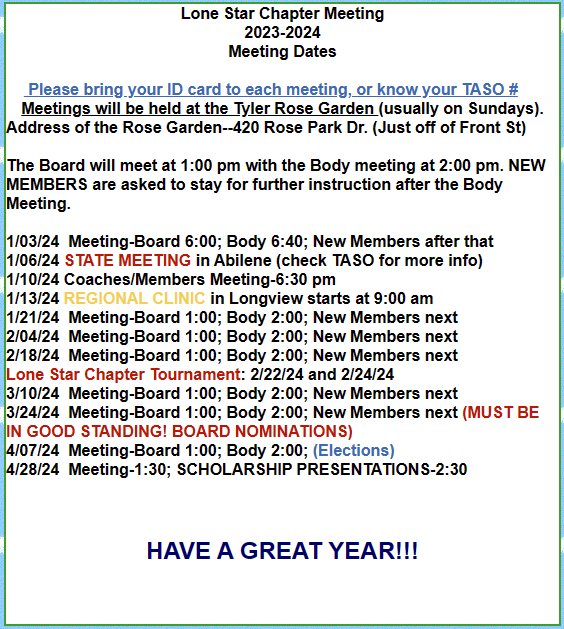 Lone Star Chapter Meeting
2023-2024
Meeting Dates
Please bring your ID card to each meeting, or know your TASO #
Meetings will be held at the Tyler Rose Garden (usually on Sundays).
Address of the Rose Garden--420 Rose Park Dr. (Just off of Front St)
The Board will meet at 1:00 pm with the Body meeting at 2:00 pm. NEW
MEMBERS are asked to stay for further instruction after the Body
Meeting.
1/03/24 Meeting-Board 6:00; Body 6:40; New Members after that
1/06/24 STATE MEETING in Abilene (check TASO for more info)
1/10/24 Coaches/Members Meeting-6:30 pm
1/13/24 REGIONAL CLINIC in Longview starts at 9:00 am
1/21/24 Meeting-Board 1:00; Body 2:00; New Members next
2/04/24 Meeting-Board 1:00; Body 2:00; New Members next
2/18/24 Meeting-Board 1:00; Body 2:00; New Members next
Lone Star Chapter Tournament: 2/22/24 and 2/24/24
3/10/24 Meeting-Board 1:00; Body 2:00; New Members next
3/24/24 Meeting-Board 1:00; Body 2:00; New Members next (MUST BE
IN GOOD STANDING! BOARD NOMINATIONS)
4/07/24 Meeting-Board 1:00; Body 2:00; (Elections)
4/28/24 Meeting-1:30; SCHOLARSHIP PRESENTATIONS-2:30
HAVE A GREAT YEAR!!!